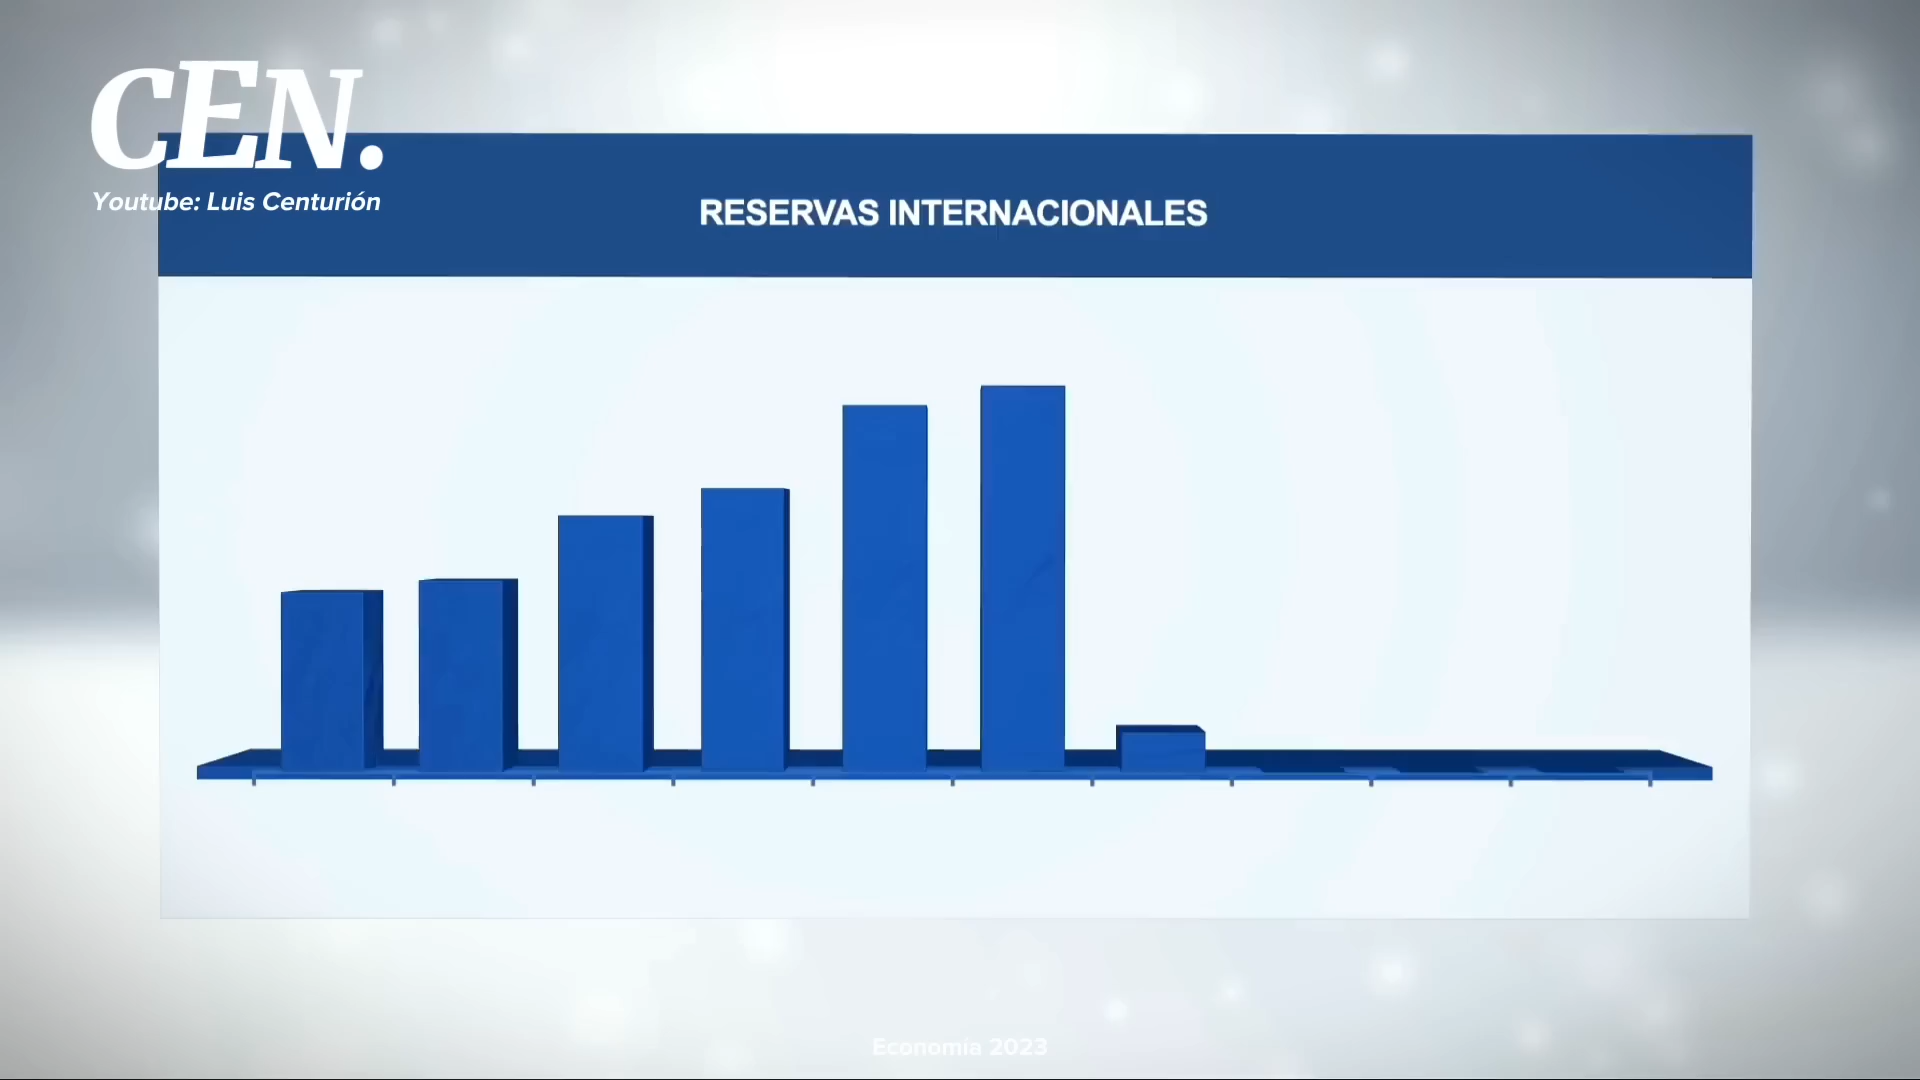 CEN.
Youtube: Luis Centurión
RESERVAS INTERNACIONALES
Economía 2023